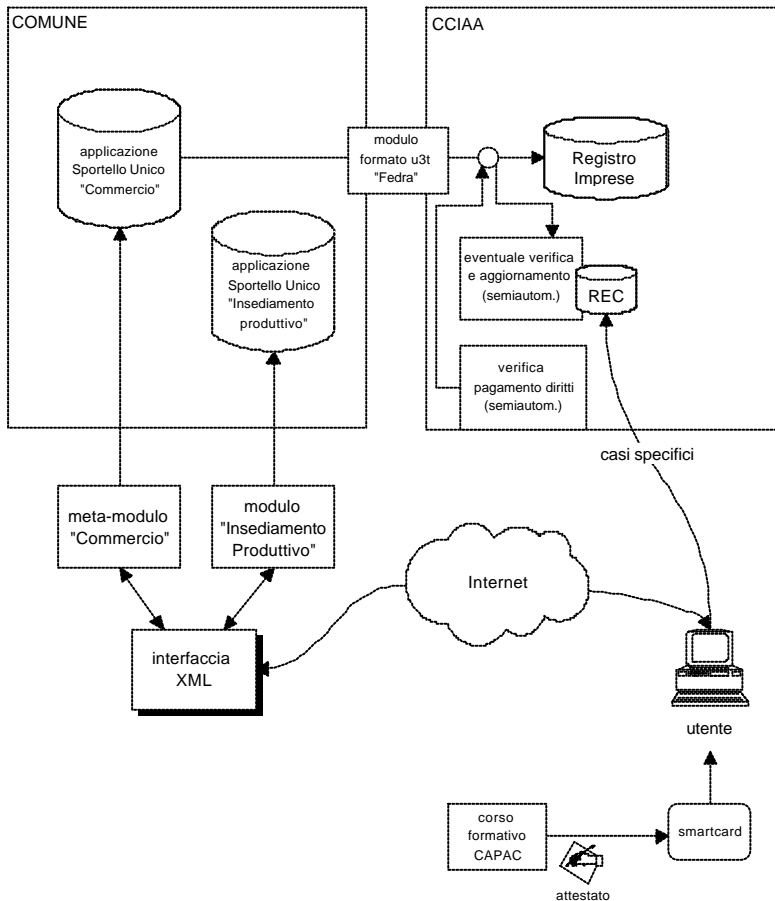 COMUNE
CCIAA
applicazione
Sportello Unico
"Commercio"
modulo
formato u3t
"Fedra"
Registro
Imprese
applicazione
Sportello Unico
"Insediamento
produttivo"
eventuale verifica
e aggiornamento
(semiautom.)
REC
verifica
pagamento diritti
(semiautom.)
casi specifici
meta-modulo
"Commercio"
modulo
"Insediamento
Produttivo"
Internet
interfaccia
XML
utente
corso
formativo
CAPAC
smartcard
attestato